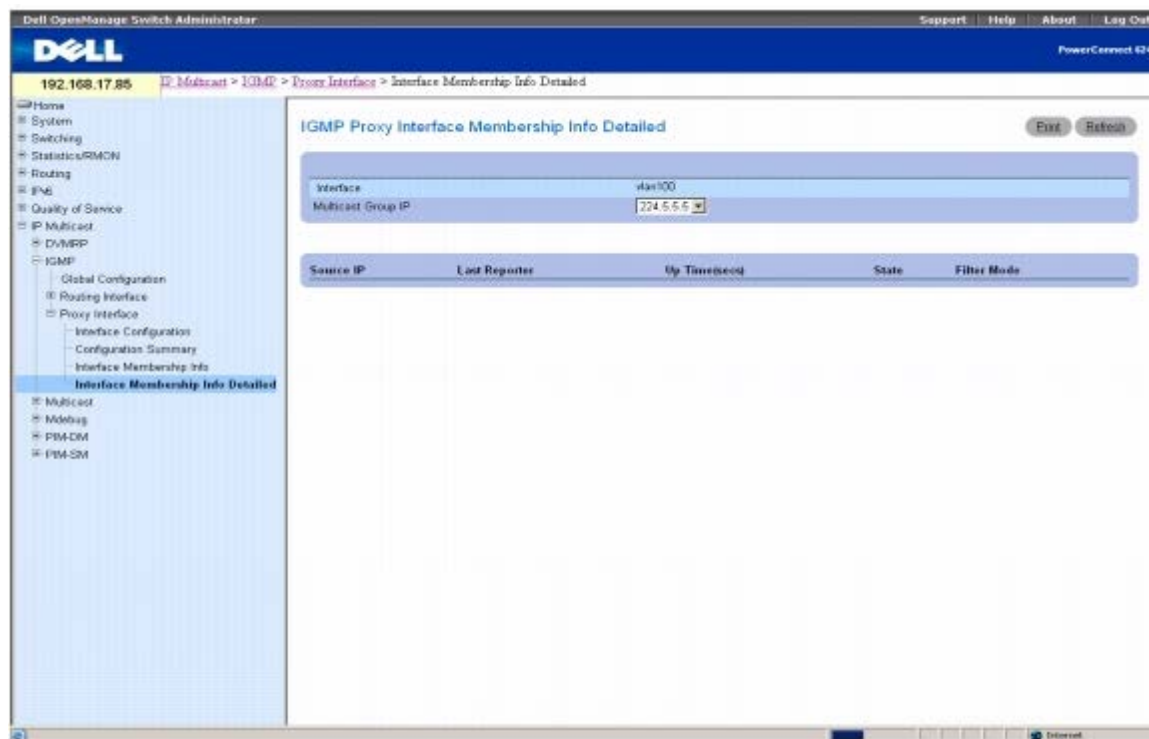 Dell OpenManage Switch Administrator
Support Help About Log Out
DELL
PowerConnect 624
192.168.17.85
IP Multicast > IGMP > Proxy Interface > Interface Membership Info Detailed
Home
System
Switching
Statistics/RMON
Routing
IPv6
Quality of Service
IP Multicast
DVMRP
IGMP
Global Configuration
Routing Interface
Proxy Interface
Interface Configuration
Configuration Summary
Interface Membership Info
Interface Membership Info Detailed
Multicast
Mdebug
PIM-DM
PIM-SM
IGMP Proxy Interface Membership Info Detailed
Print Refresh
Interface vlan100
Multicast Group IP 224.5.5.5
Source IP Last Reporter Up Time(secs) State Filter Mode
Internet